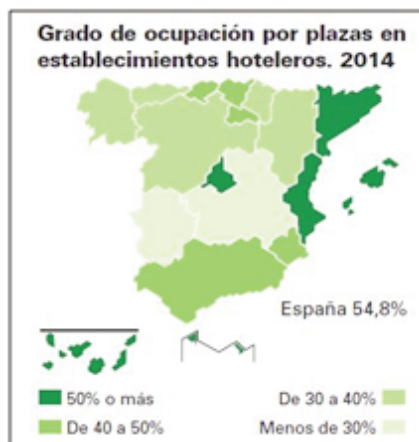 Grado de ocupación por plazas en
establecimientos hoteleros. 2014
España 54,8%
50% o más
De 30 a 40%
De 40 a 50%
Menos de 30%